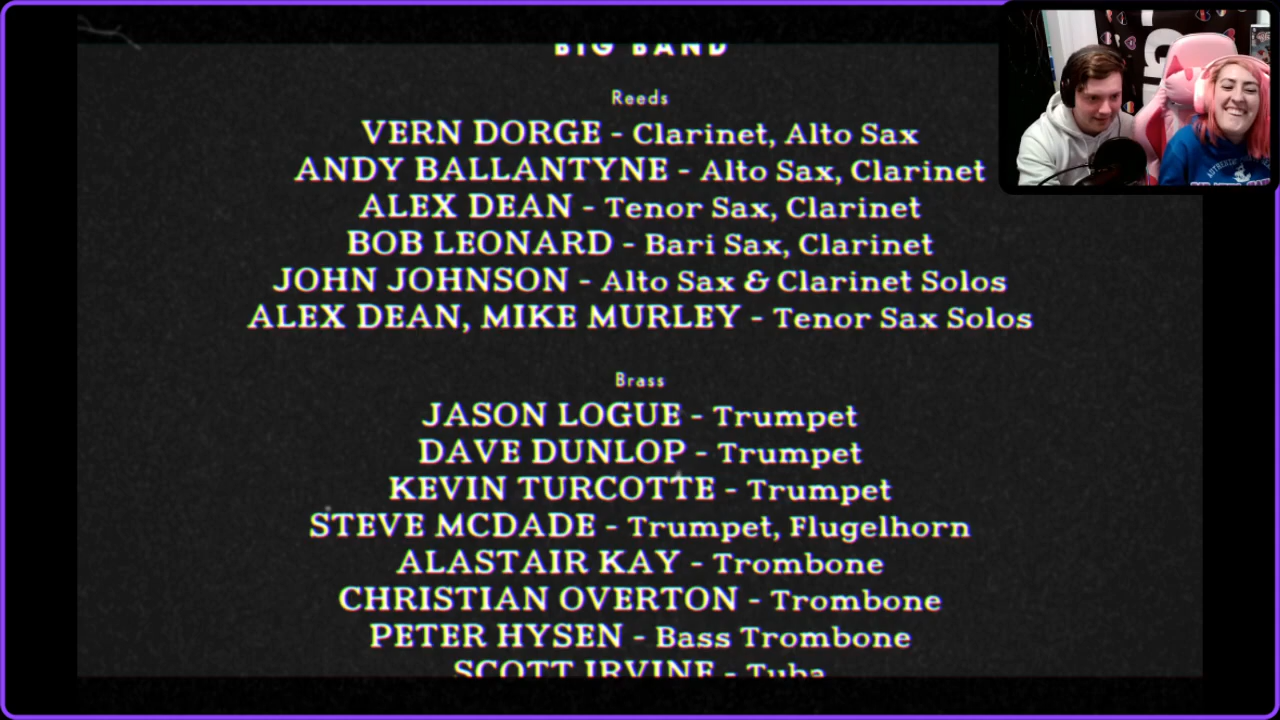 BIG BAND
Reeds
VERN DORGE - Clarinet, Alto Sax
ANDY BALLANTYNE - Alto Sax, Clarinet
ALEX DEAN - Tenor Sax, Clarinet
BOB LEONARD - Bari Sax, Clarinet
JOHN JOHNSON - Alto Sax & Clarinet Solos
ALEX DEAN, MIKE MURLEY - Tenor Sax Solos
Brass
JASON LOGUE - Trumpet
DAVE DUNLOP - Trumpet
KEVIN TURCOTTE - Trumpet
STEVE MCDADE - Trumpet, Flugelhorn
ALASTAIR KAY - Trombone
CHRISTIAN OVERTON - Trombone
PETER HYSEN - Bass Trombone
SCOTT IRVINE - Tuba